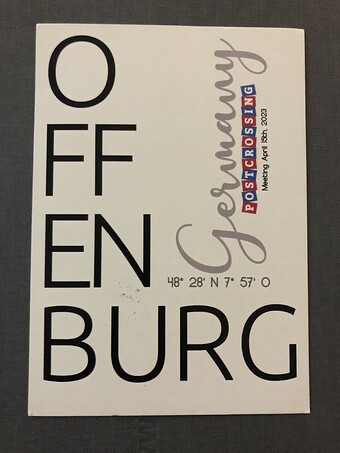 O
FF
EN
BURG
Germany
POSTCROSSING
Meeting April 15th, 2023
48° 28' N 7° 57' O